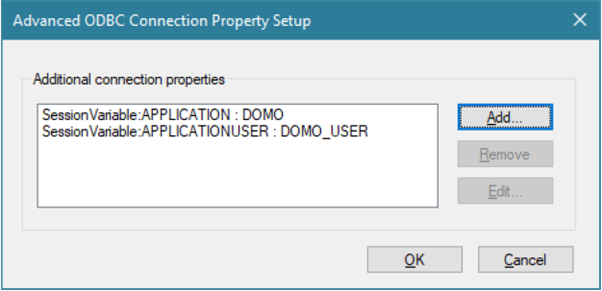 Advanced ODBC Connection Property Setup
Additional connection properties
SessionVariable:APPLICATION : DOMO
SessionVariable:APPLICATIONUSER : DOMO_USER
Add...
Remove
Edit...
OK
Cancel